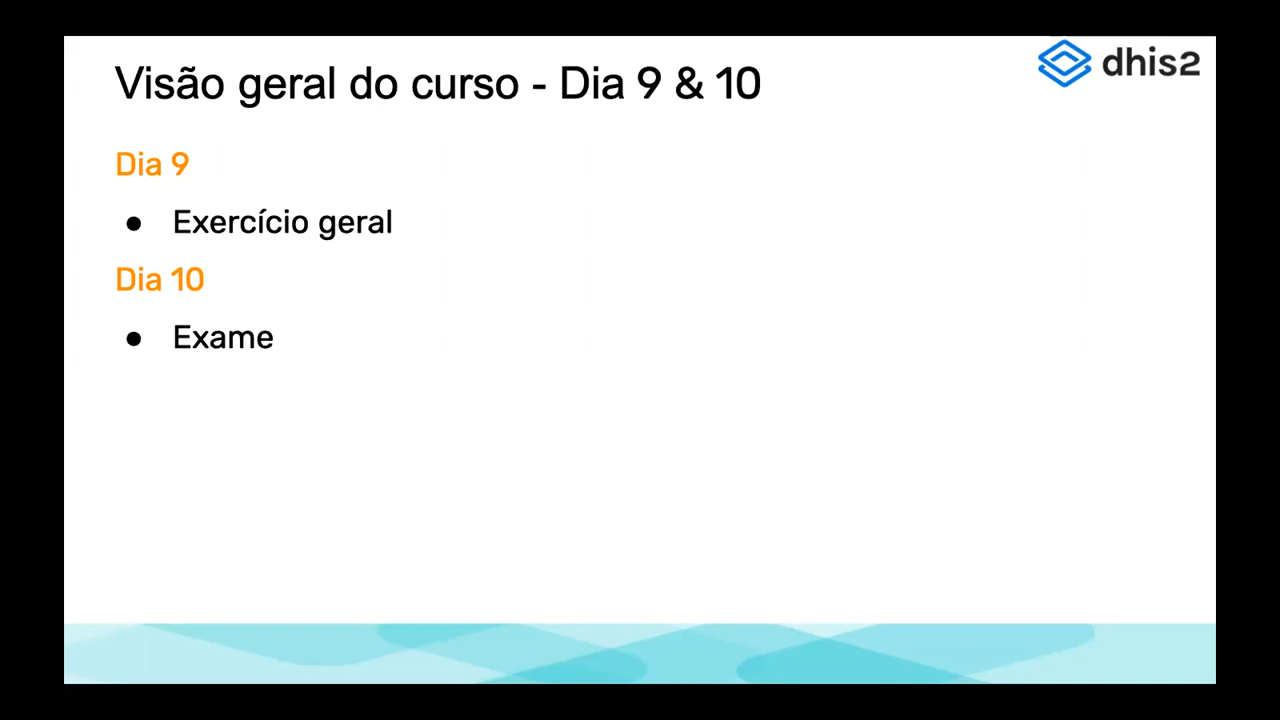 Visão geral do curso - Dia 9 & 10
dhis2
Dia 9
● Exercício geral
Dia 10
● Exame